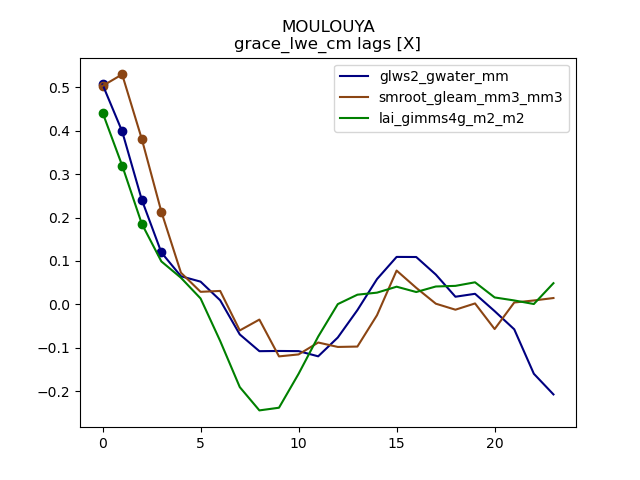 MOULOUYA
grace_lwe_cm lags [X]
glws2_gwater_mm
smroot_gleam_mm3_mm3
lai_gimms4g_m2_m2
0.5
0.4
0.3
0.2
0.1
0.0
−0.1
−0.2
0 5 10 15 20